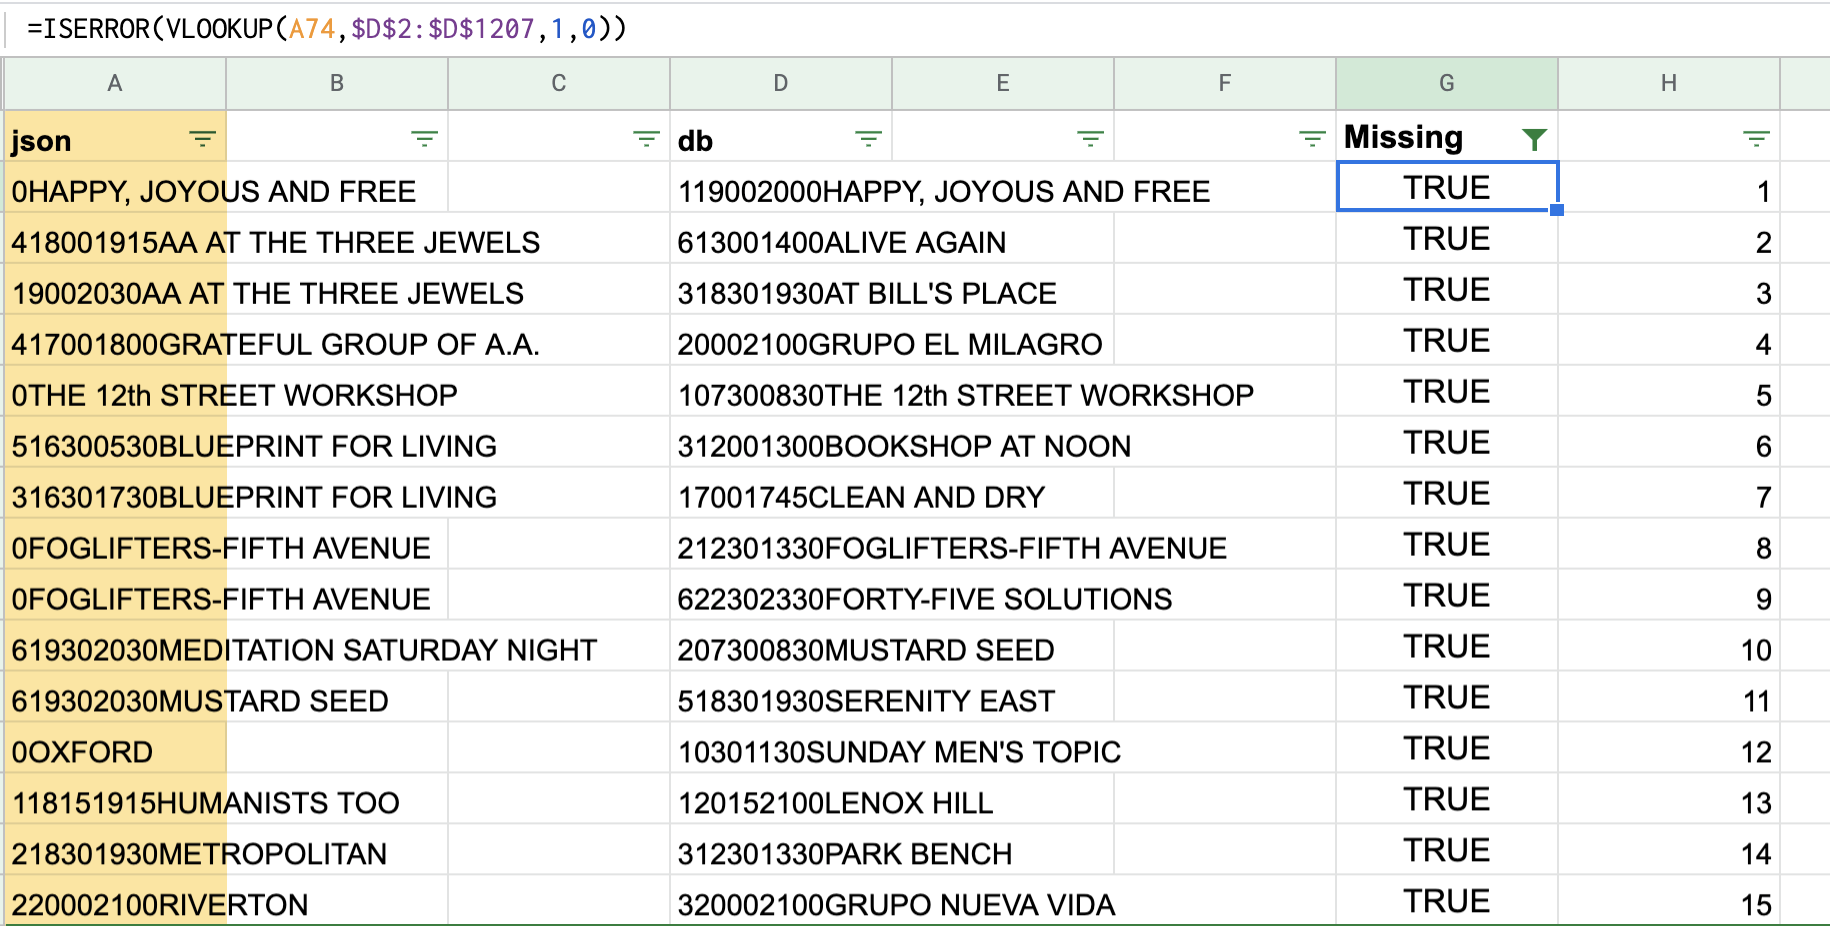 =ISERROR(VLOOKUP(A74,$D$2:$D$1207,1,0))
A B C D E F G H
json db Missing
0HAPPY, JOYOUS AND FREE 119002000HAPPY, JOYOUS AND FREE TRUE 1
418001915AA AT THE THREE JEWELS 613001400ALIVE AGAIN TRUE 2
19002030AA AT THE THREE JEWELS 318301930AT BILL'S PLACE TRUE 3
417001800GRATEFUL GROUP OF A.A. 20002100GRUPO EL MILAGRO TRUE 4
0THE 12th STREET WORKSHOP 107300830THE 12th STREET WORKSHOP TRUE 5
516300530BLUEPRINT FOR LIVING 312001300BOOKSHOP AT NOON TRUE 6
316301730BLUEPRINT FOR LIVING 17001745CLEAN AND DRY TRUE 7
0FOGLIFTERS-FIFTH AVENUE 212301330FOGLIFTERS-FIFTH AVENUE TRUE 8
0FOGLIFTERS-FIFTH AVENUE 622302330FORTY-FIVE SOLUTIONS TRUE 9
619302030MEDITATION SATURDAY NIGHT 207300830MUSTARD SEED TRUE 10
619302030MUSTARD SEED 518301930SERENITY EAST TRUE 11
0OXFORD 10301130SUNDAY MEN'S TOPIC TRUE 12
118151915HUMANISTS TOO 120152100LENOX HILL TRUE 13
218301930METROPOLITAN 312301330PARK BENCH TRUE 14
220002100RIVERTON 320002100GRUPO NUEVA VIDA TRUE 15